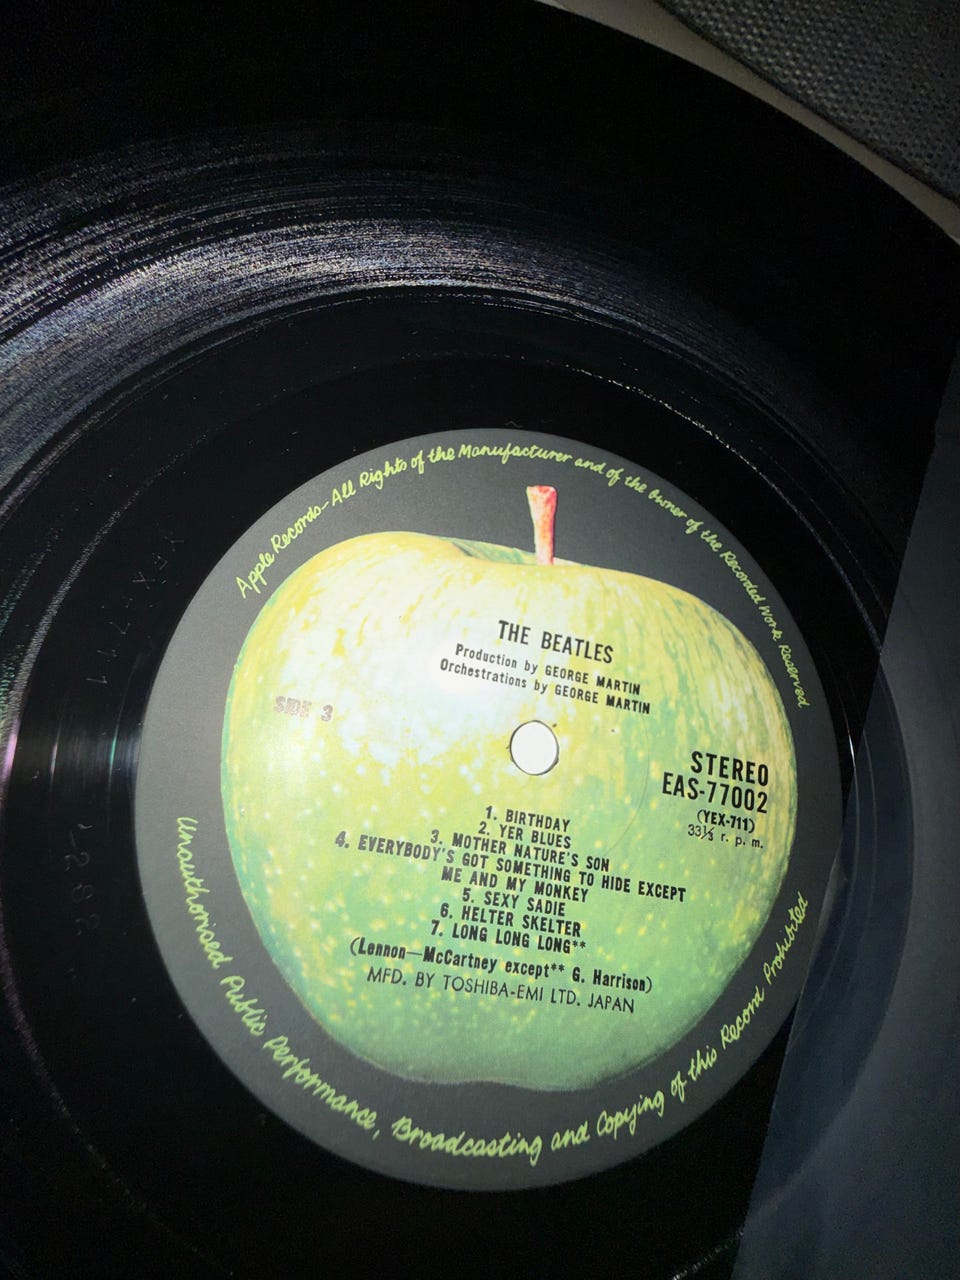 Apple Records–All Rights of the Manufacturer and of the Owner of the Recorded Work Reserved
THE BEATLES
Production by GEORGE MARTIN
Orchestrations by GEORGE MARTIN
SIDE 3
STEREO
EAS-77002
(YEX-711)
33⅓ r. p. m.
1. BIRTHDAY
2. YER BLUES
3. MOTHER NATURE'S SON
4. EVERYBODY'S GOT SOMETHING TO HIDE EXCEPT
ME AND MY MONKEY
5. SEXY SADIE
6. HELTER SKELTER
7. LONG LONG LONG**
(Lennon—McCartney except** G. Harrison)
MFD. BY TOSHIBA-EMI LTD. JAPAN
Unauthorised Public Performance, Broadcasting and Copying of this Record Prohibited
YEX-711